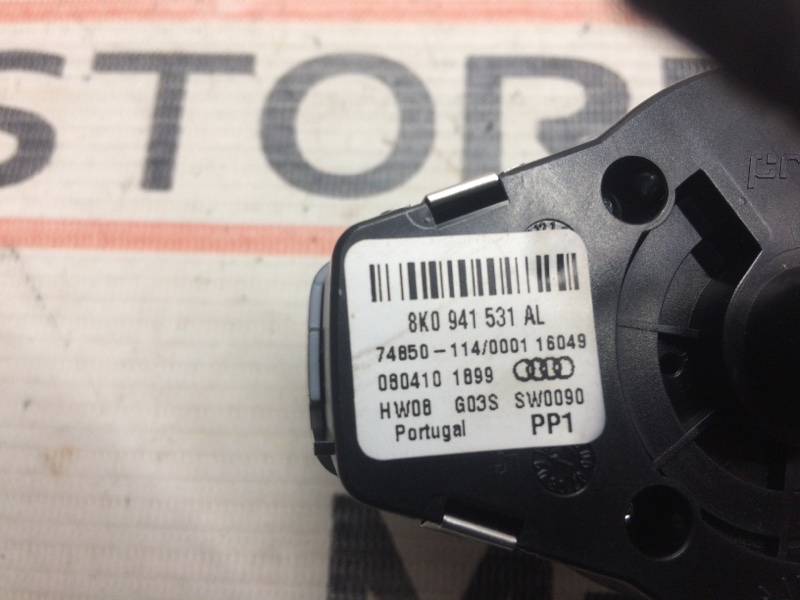 STOR
8K0 941 531 AL
74850-114/0001 16049
080410 1899
HW08 G03S SW0090
Portugal PP1